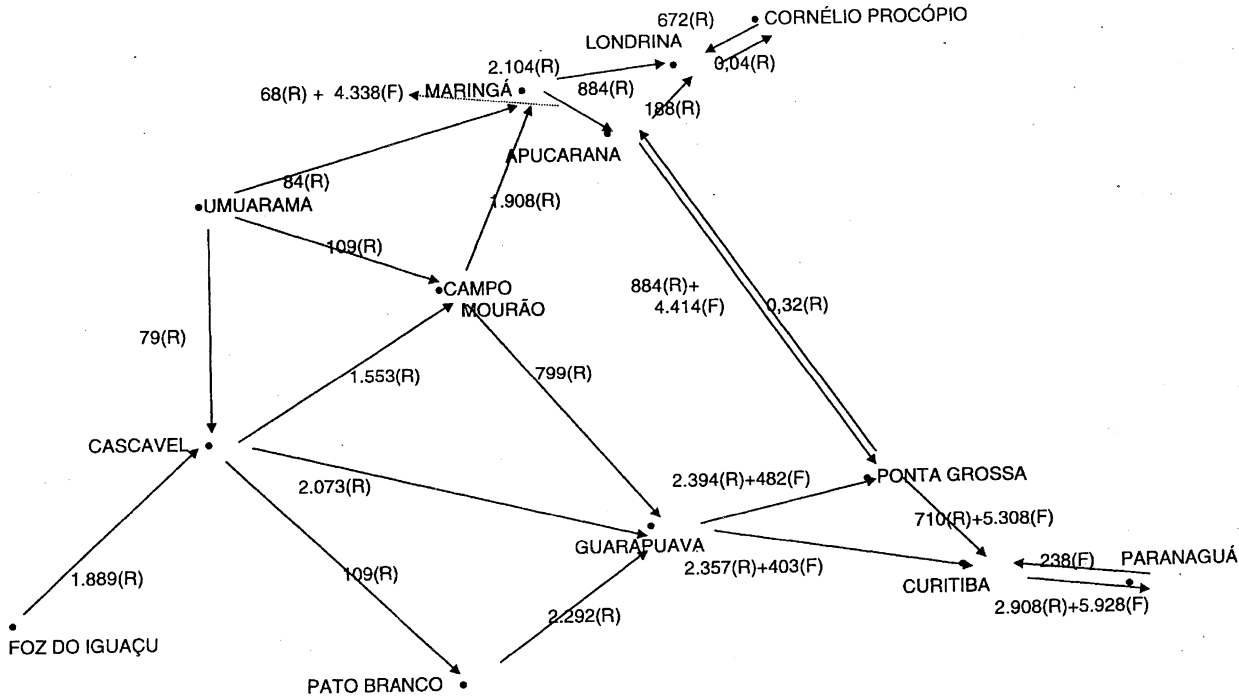 672(R)
CORNÉLIO PROCÓPIO
LONDRINA
0,04(R)
2.104(R)
884(R)
68(R) + 4.338(F)
MARINGÁ
188(R)
APUCARANA
84(R)
1.908(R)
UMUARAMA
109(R)
CAMPO
MOURÃO
884(R)+
4.414(F)
0,32(R)
79(R)
1.553(R)
799(R)
CASCAVEL
2.073(R)
2.394(R)+482(F)
PONTA GROSSA
710(R)+5.308(F)
GUARAPUAVA
2.357(R)+403(F)
CURITIBA
238(F)
PARANAGUÁ
2.908(R)+5.928(F)
1.889(R)
109(R)
2.292(R)
FOZ DO IGUAÇU
PATO BRANCO